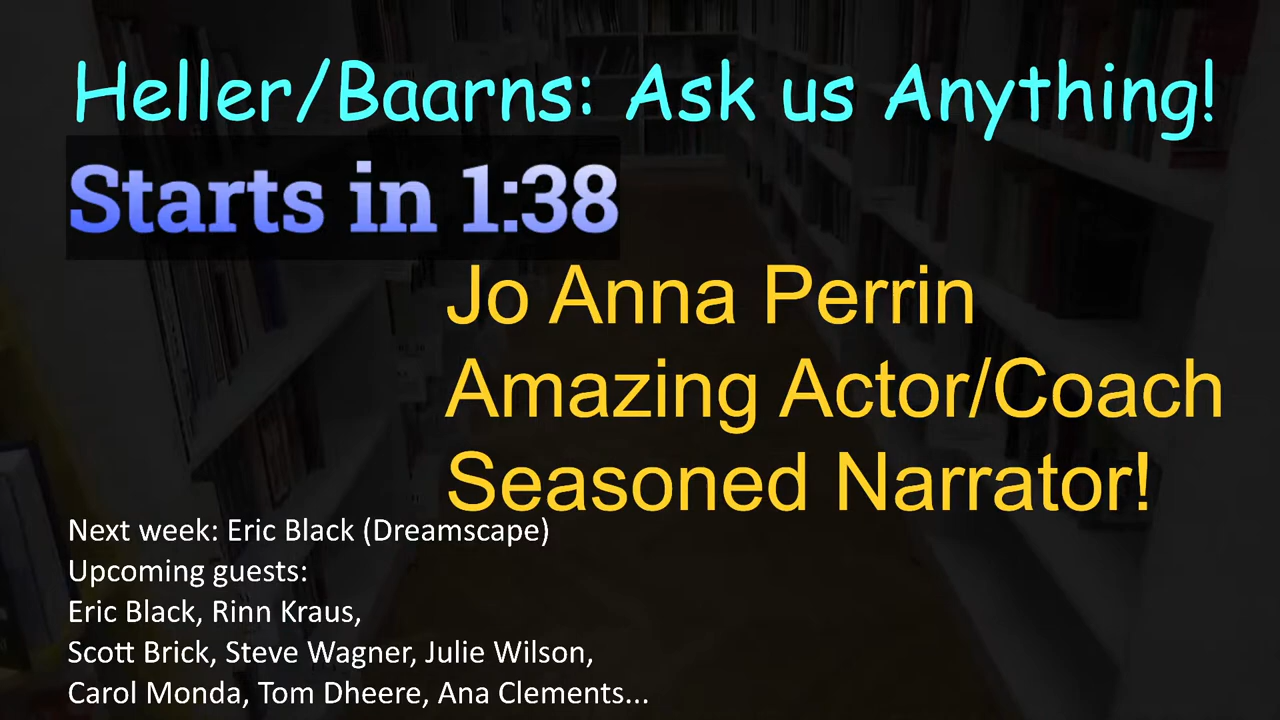 Heller/Baarns: Ask us Anything!
Starts in 1:38
Jo Anna Perrin
Amazing Actor/Coach
Seasoned Narrator!
Next week: Eric Black (Dreamscape)
Upcoming guests:
Eric Black, Rinn Kraus,
Scott Brick, Steve Wagner, Julie Wilson,
Carol Monda, Tom Dheere, Ana Clements...